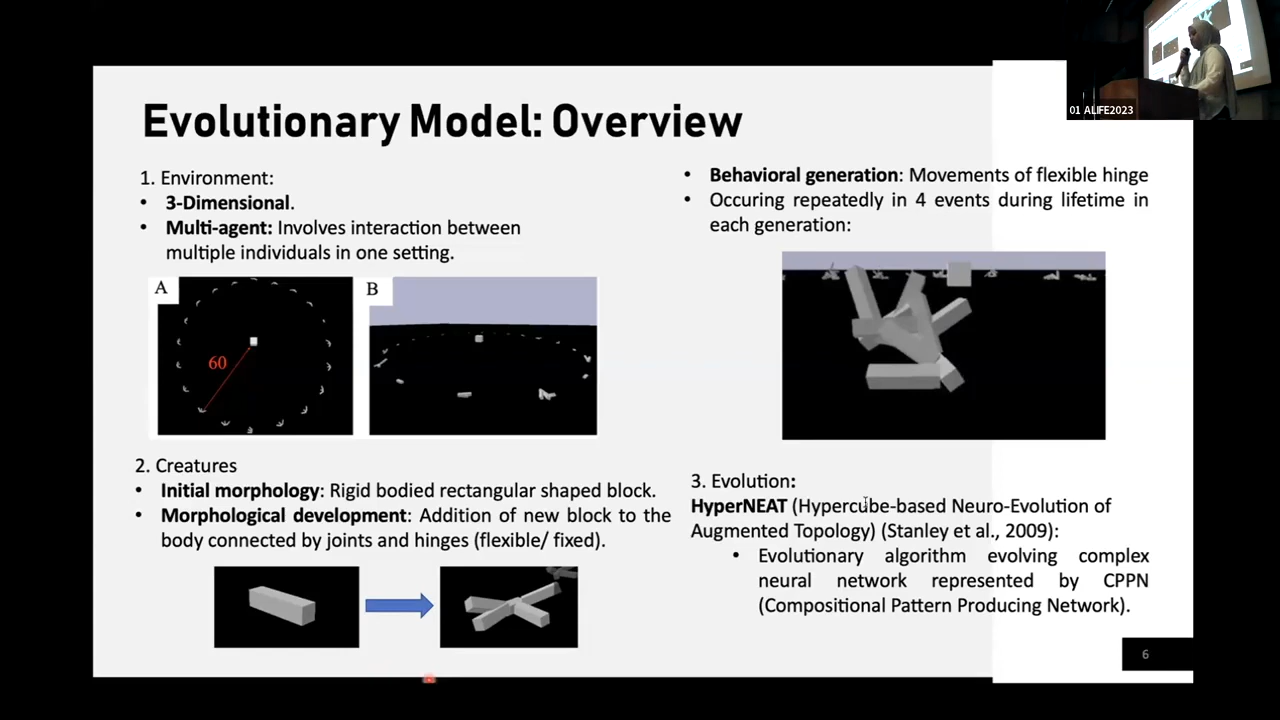 Evolutionary Model: Overview
1. Environment:
• 3-Dimensional.
• Multi-agent: Involves interaction between
multiple individuals in one setting.
A
B
60
2. Creatures
• Initial morphology: Rigid bodied rectangular shaped block.
• Morphological development: Addition of new block to the
body connected by joints and hinges (flexible/ fixed).
• Behavioral generation: Movements of flexible hinge
• Occuring repeatedly in 4 events during lifetime in
each generation:
3. Evolution:
HyperNEAT (Hypercube-based Neuro-Evolution of
Augmented Topology) (Stanley et al., 2009):
• Evolutionary algorithm evolving complex
neural network represented by CPPN
(Compositional Pattern Producing Network).
6
01 ALIFE2023